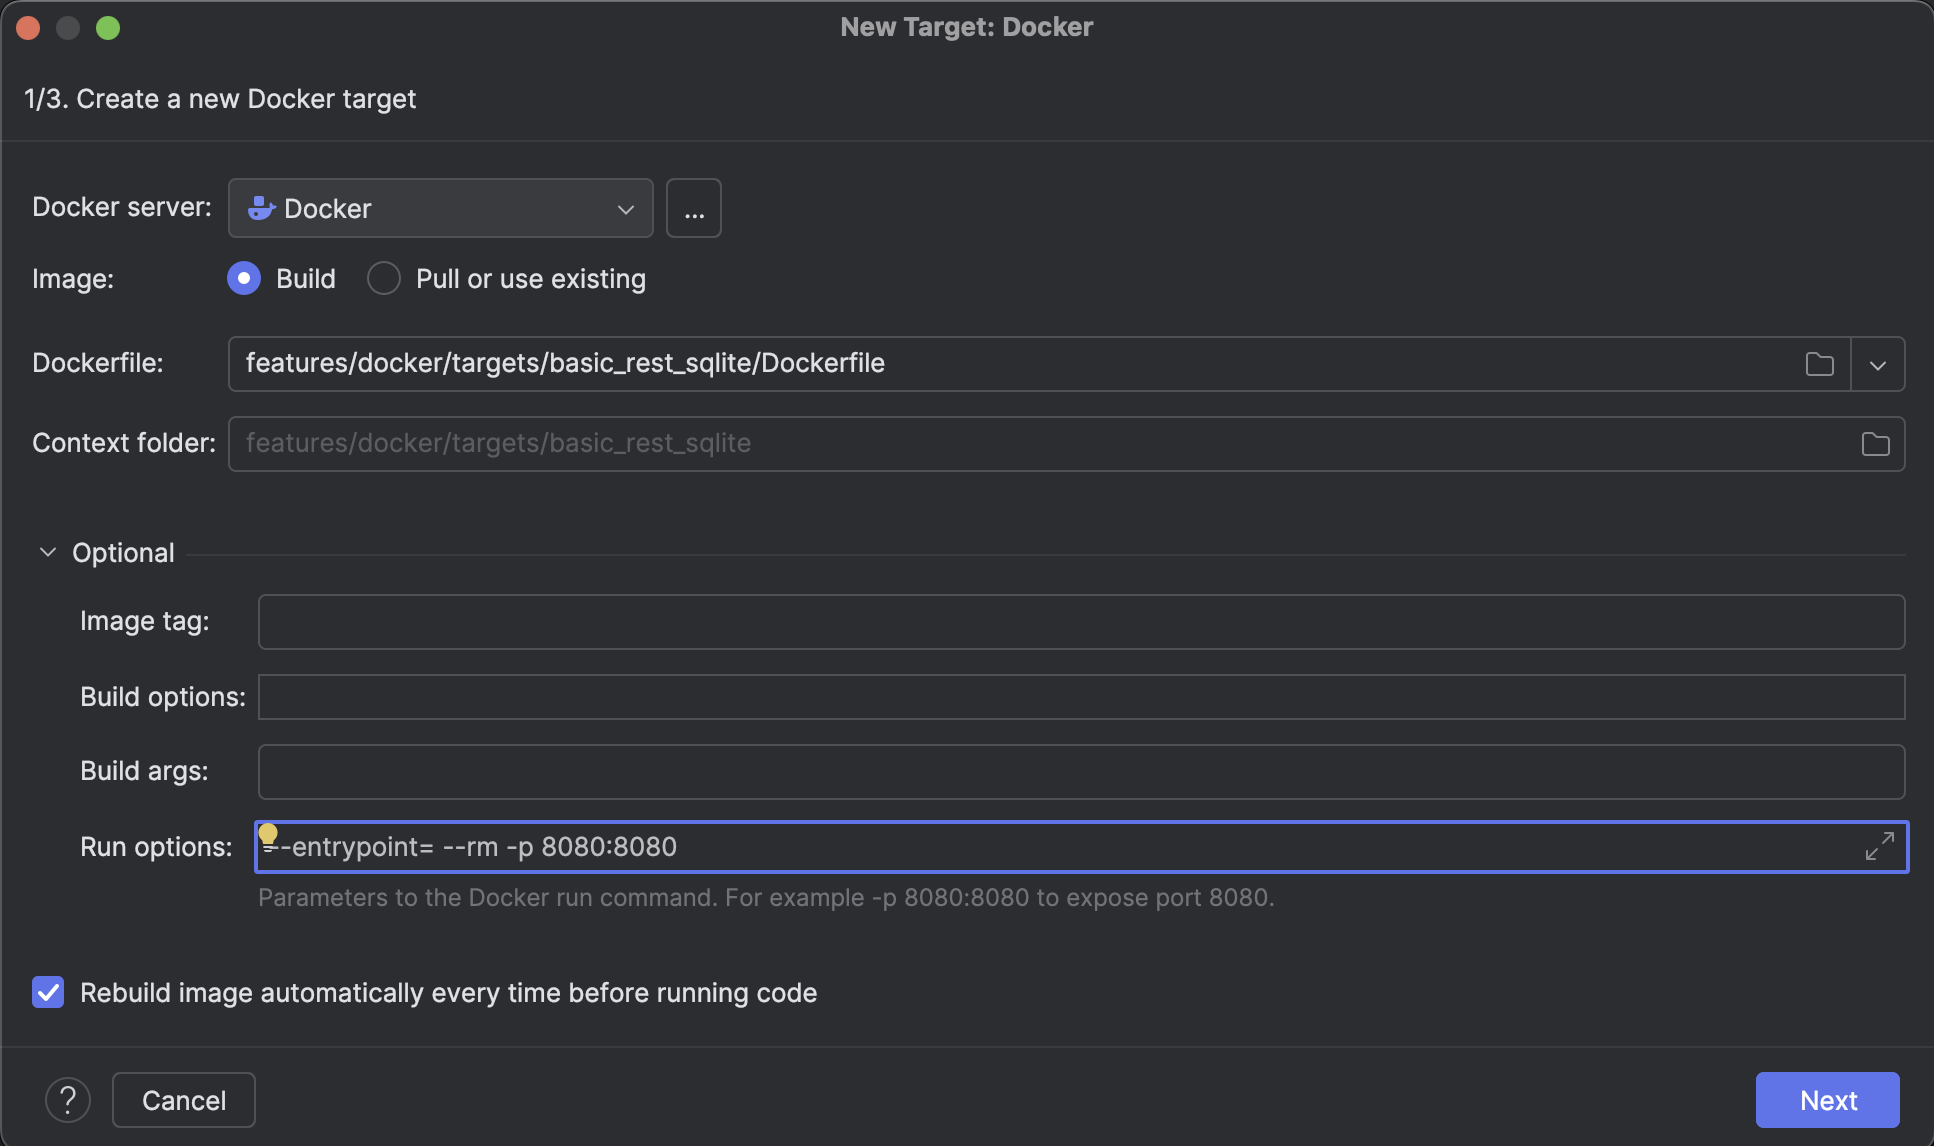 New Target: Docker
1/3. Create a new Docker target
Docker server: Docker ...
Image: Build Pull or use existing
Dockerfile: features/docker/targets/basic_rest_sqlite/Dockerfile
Context folder: features/docker/targets/basic_rest_sqlite
Optional
Image tag:
Build options:
Build args:
Run options: --entrypoint= --rm -p 8080:8080
Parameters to the Docker run command. For example -p 8080:8080 to expose port 8080.
Rebuild image automatically every time before running code
? Cancel Next